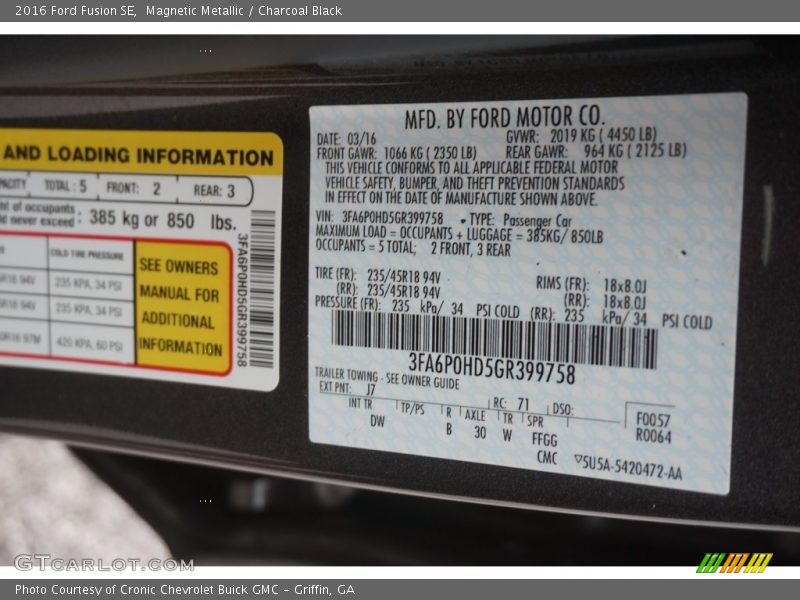 2016 Ford Fusion SE,  Magnetic Metallic / Charcoal Black
AND LOADING INFORMATION
TOTAL : 5 FRONT: 2 REAR: 3
of occupants
never exceed : 385 kg or 850 lbs.
COLD TIRE PRESSURE
94V 235 KPA, 34 PSI
94V 235 KPA, 34 PSI
97M 420 KPA, 60 PSI
SEE OWNERS
MANUAL FOR
ADDITIONAL
INFORMATION
3FA6P0HD5GR399758
MFD. BY FORD MOTOR CO.
DATE: 03/16 GVWR: 2019 KG ( 4450 LB)
FRONT GAWR: 1066 KG ( 2350 LB) REAR GAWR: 964 KG ( 2125 LB)
THIS VEHICLE CONFORMS TO ALL APPLICABLE FEDERAL MOTOR
VEHICLE SAFETY, BUMPER, AND THEFT PREVENTION STANDARDS
IN EFFECT ON THE DATE OF MANUFACTURE SHOWN ABOVE.
VIN: 3FA6P0HD5GR399758 • TYPE: Passenger Car
MAXIMUM LOAD = OCCUPANTS + LUGGAGE = 385KG/ 850LB
OCCUPANTS = 5 TOTAL; 2 FRONT, 3 REAR
TIRE (FR): 235/45R18 94V RIMS (FR): 18x8.0J
(RR): 235/45R18 94V (RR): 18x8.0J
PRESSURE (FR): 235 kPa/ 34 PSI COLD (RR): 235 kPa/ 34 PSI COLD
3FA6P0HD5GR399758
TRAILER TOWING - SEE OWNER GUIDE
EXT PNT: J7 RC: 71 DSO:
INT TR TP/PS R AXLE TR SPR F0057
DW B 30 W FFGG R0064
CMC ▽5U5A-5420472-AA
GTCARLOT.COM
Photo Courtesy of Cronic Chevrolet Buick GMC – Griffin, GA